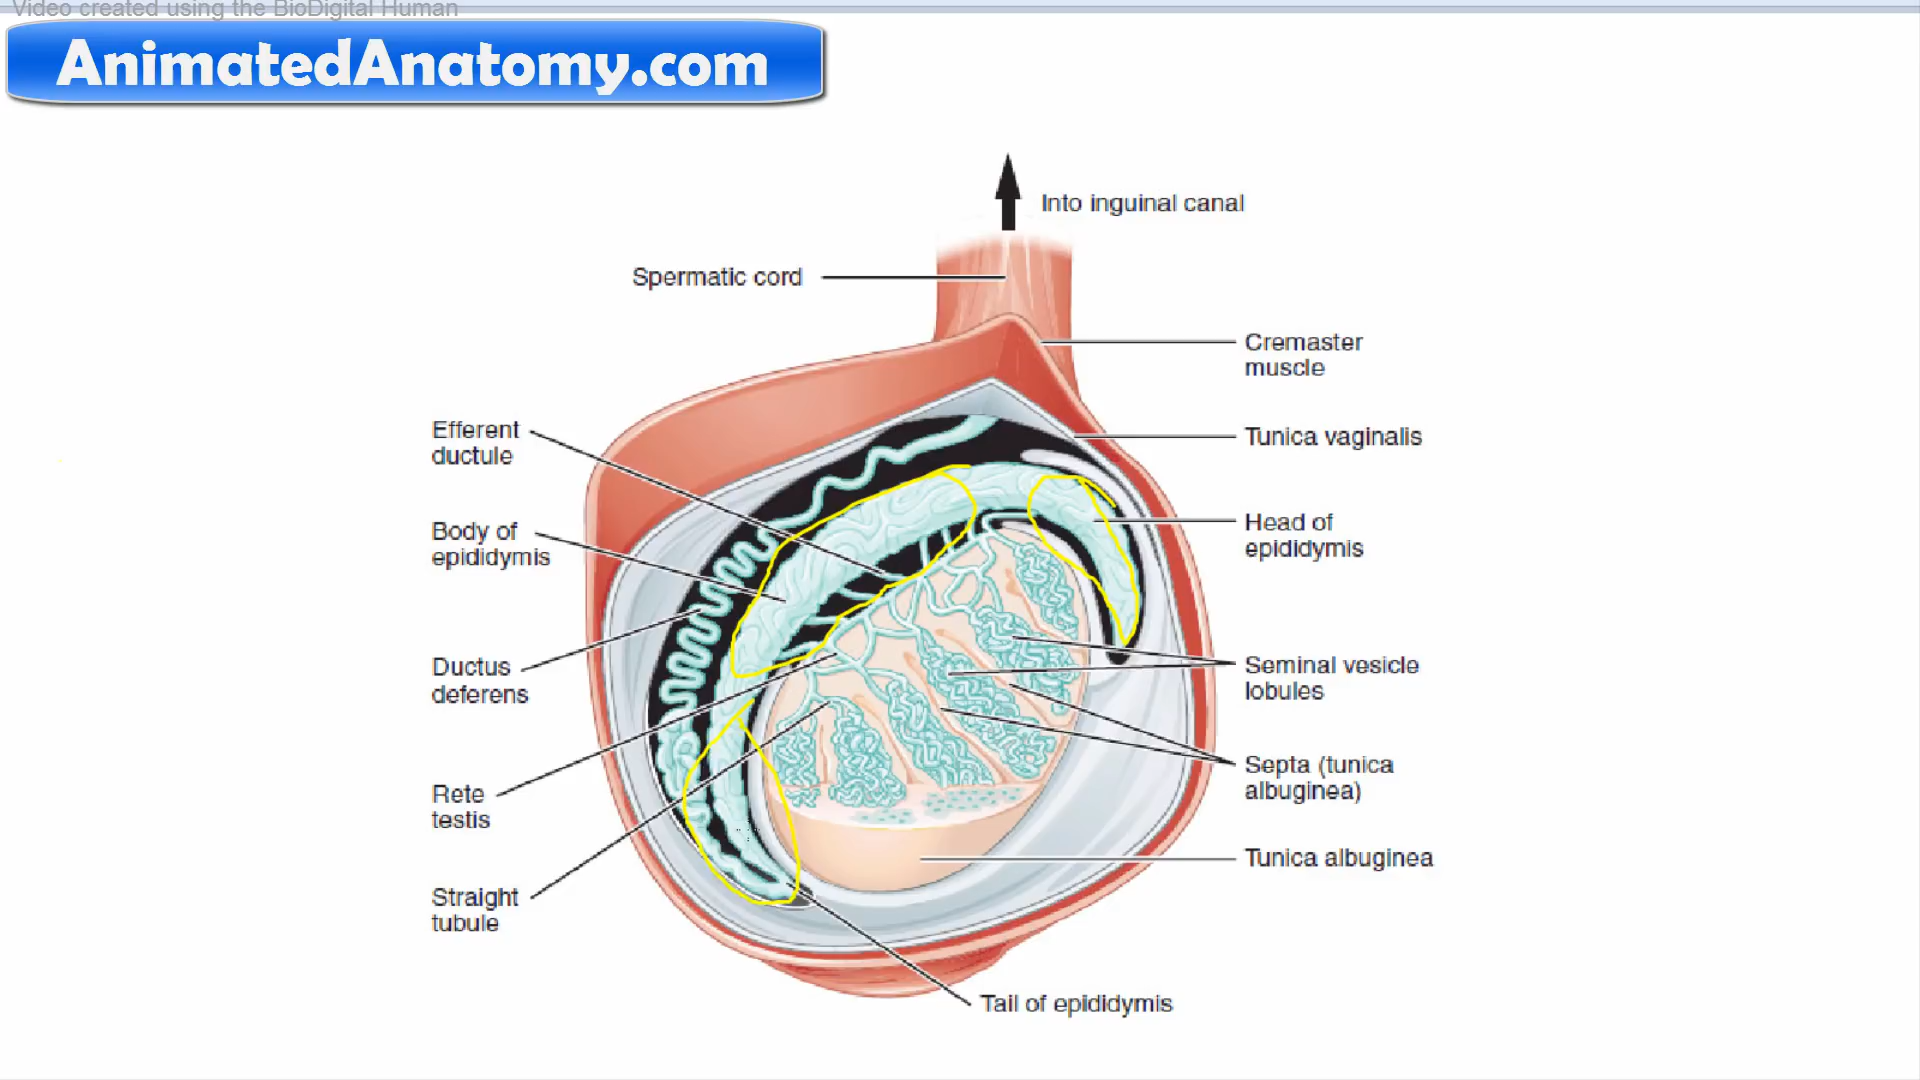 Video created using the BioDigital Human
AnimatedAnatomy.com
Into inguinal canal
Spermatic cord
Cremaster
muscle
Tunica vaginalis
Efferent
ductule
Body of
epididymis
Head of
epididymis
Ductus
deferens
Seminal vesicle
lobules
Septa (tunica
albuginea)
Rete
testis
Tunica albuginea
Straight
tubule
Tail of epididymis